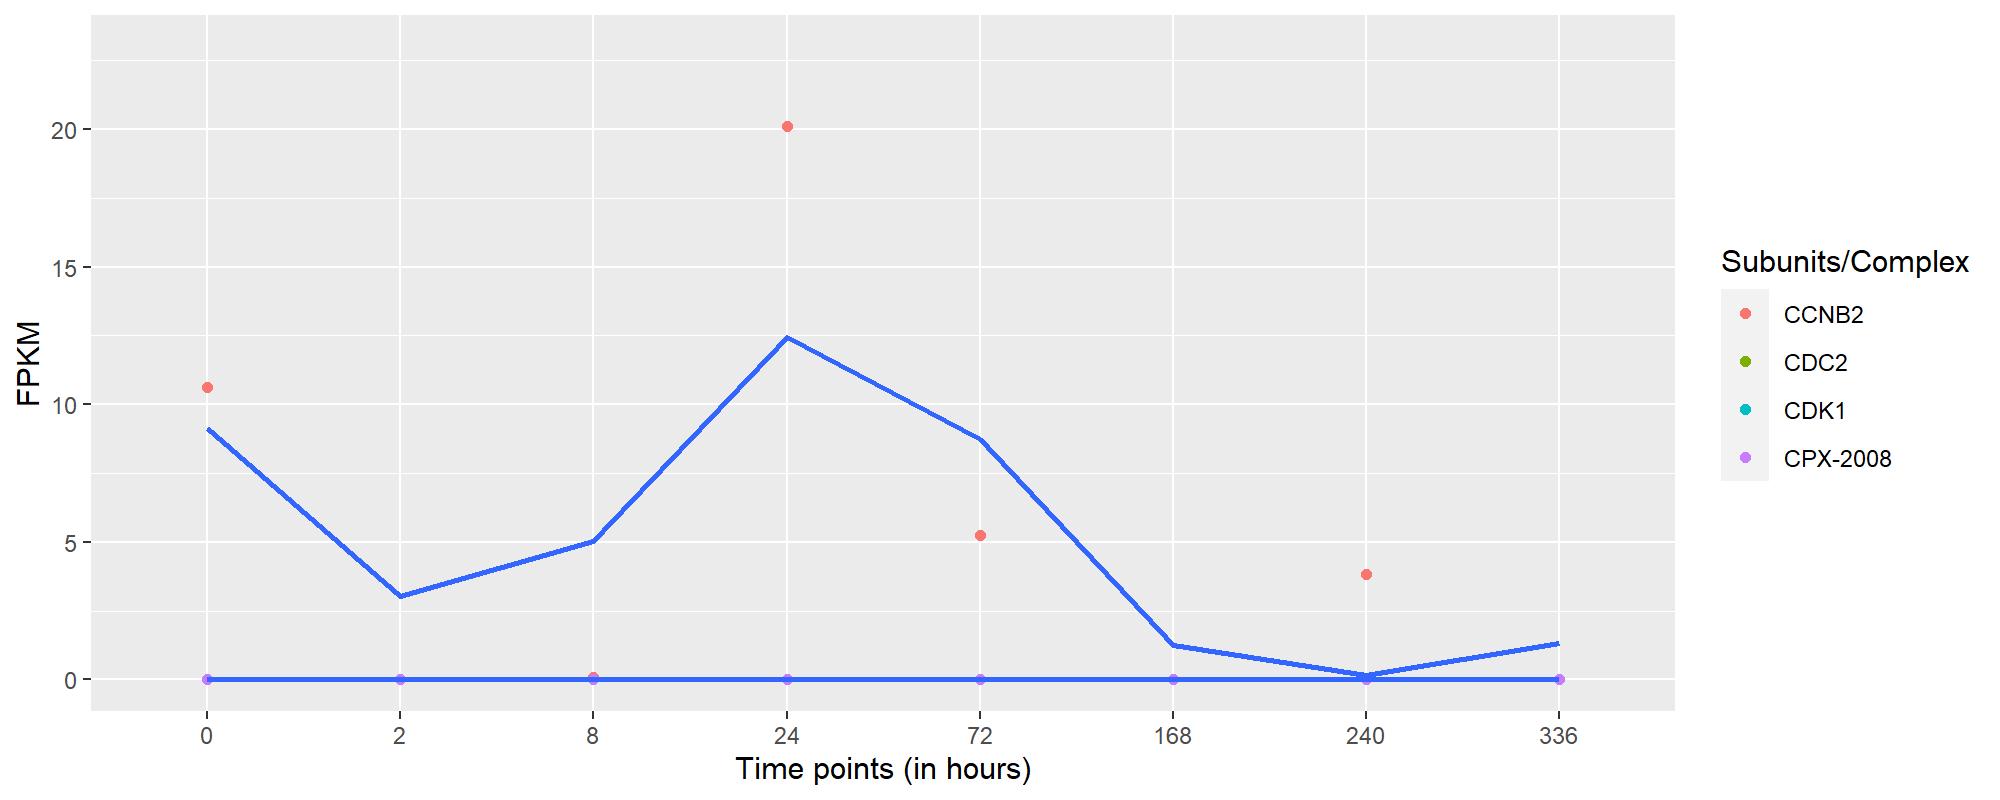 FPKM
20
15
10
5
0
0 2 8 24 72 168 240 336
Time points (in hours)
Subunits/Complex
CCNB2
CDC2
CDK1
CPX-2008